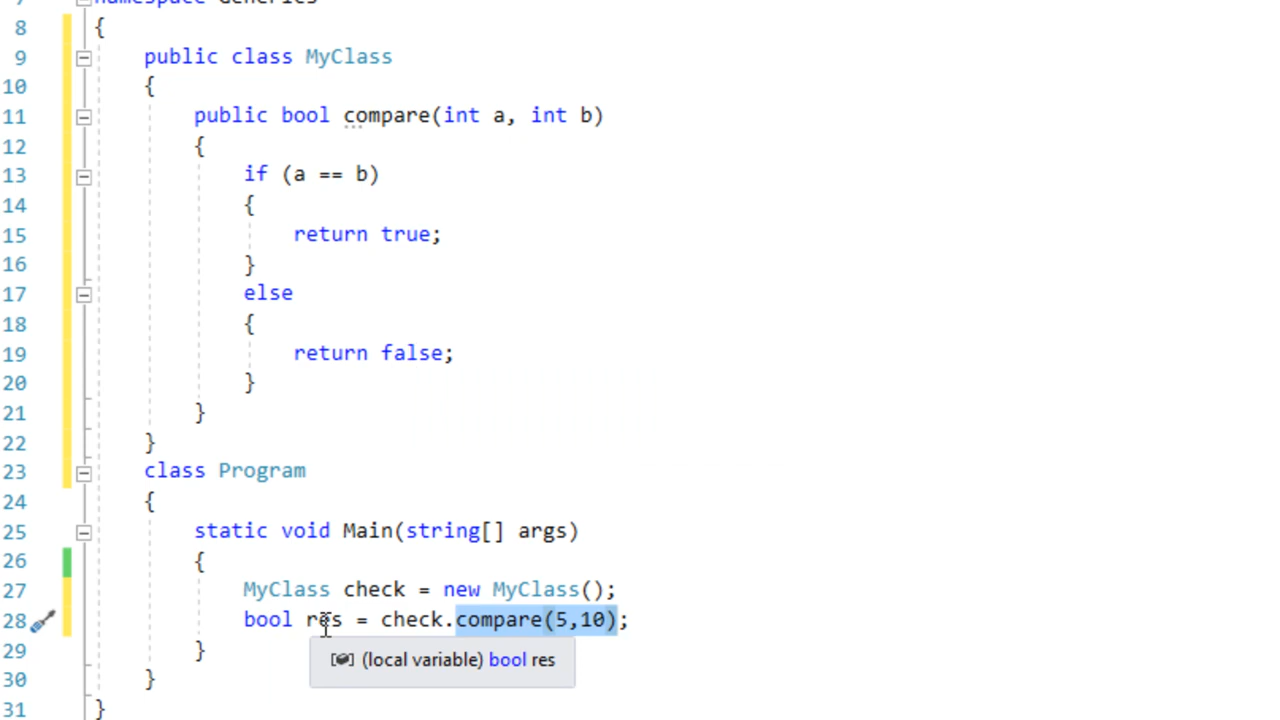 7 namespace Generics
8 {
9 public class MyClass
10 {
11 public bool compare(int a, int b)
12 {
13 if (a == b)
14 {
15 return true;
16 }
17 else
18 {
19 return false;
20 }
21 }
22 }
23 class Program
24 {
25 static void Main(string[] args)
26 {
27 MyClass check = new MyClass();
28 bool res = check.compare(5,10);
29 }
(local variable) bool res
30 }
31 }